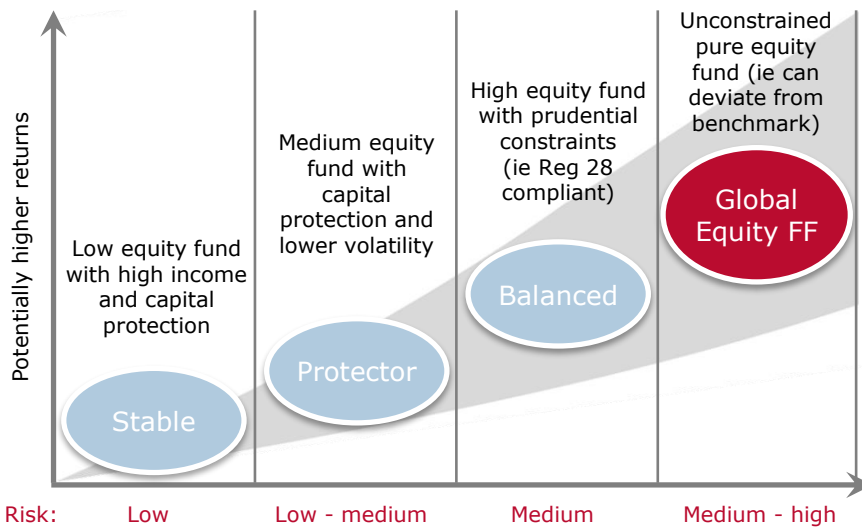 Potentially higher returns
Low equity fund
with high income
and capital
protection
Stable
Medium equity
fund with
capital
protection and
lower volatility
Protector
High equity fund
with prudential
constraints
(ie Reg 28
compliant)
Balanced
Unconstrained
pure equity
fund (ie can
deviate from
benchmark)
Global
Equity FF
Risk:
Low
Low - medium
Medium
Medium - high